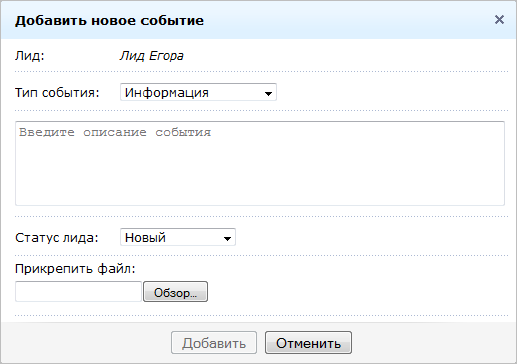 Добавить новое событие
Лид: Лид Егора
Тип события: Информация
Введите описание события
Статус лида: Новый
Прикрепить файл:
Обзор...
Добавить Отменить